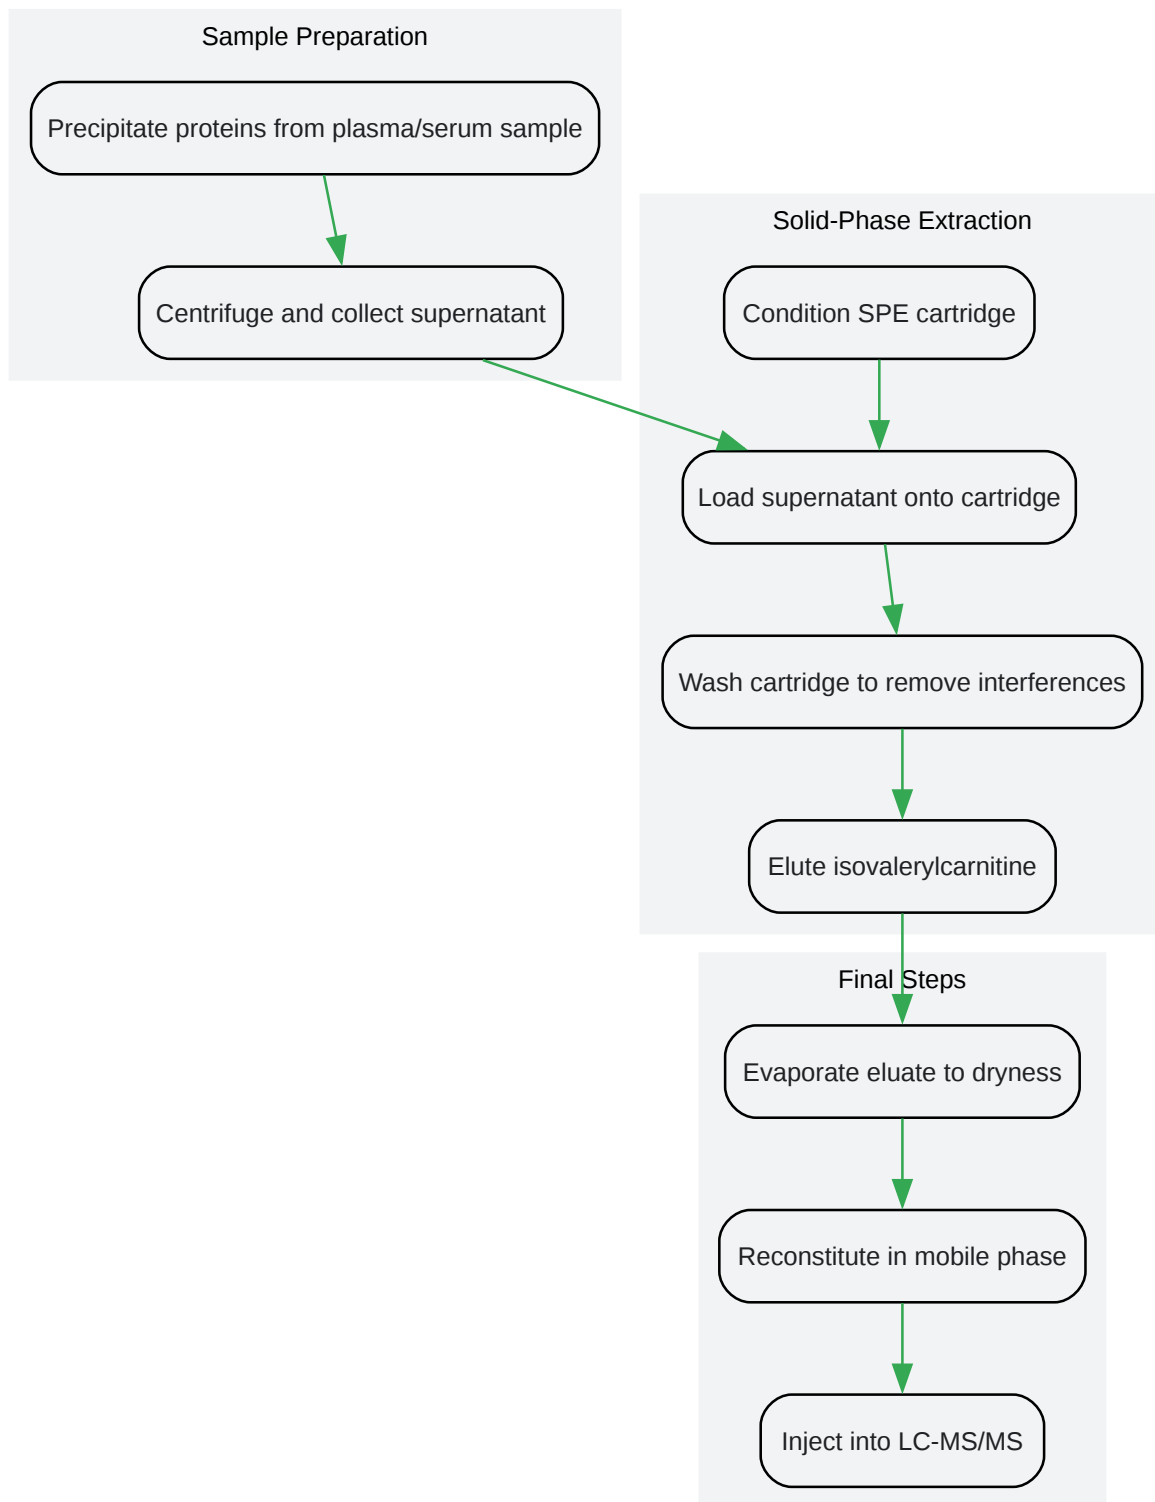 Sample Preparation
Precipitate proteins from plasma/serum sample
Centrifuge and collect supernatant
Solid-Phase Extraction
Condition SPE cartridge
Load supernatant onto cartridge
Wash cartridge to remove interferences
Elute isovalerylcarnitine
Final Steps
Evaporate eluate to dryness
Reconstitute in mobile phase
Inject into LC-MS/MS